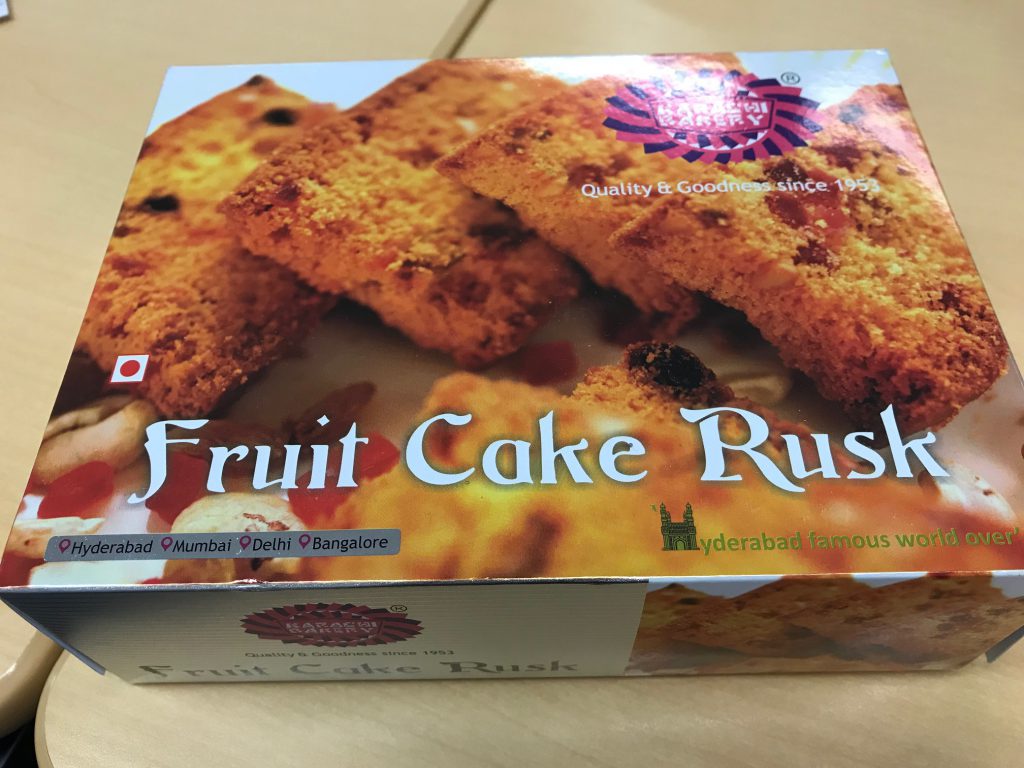 KARACHI
BAKERY
®
Quality & Goodness since 1953
Fruit Cake Rusk
Hyderabad Mumbai Delhi Bangalore
yderabad famous world over'
KARACHI
BAKERY
®
Quality & Goodness since 1953
Fruit Cake Rusk